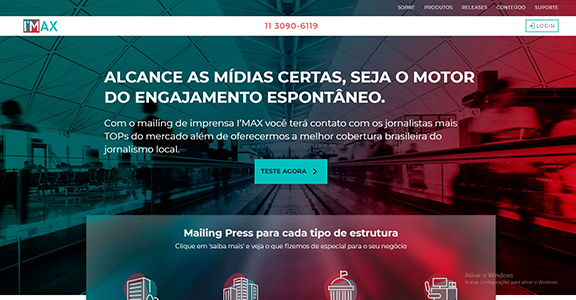 SOBRE PRODUTOS RELEASES CONTEÚDO SUPORTE
I'MAX 11 3090-6119 LOGIN
ALCANCE AS MÍDIAS CERTAS, SEJA O MOTOR
DO ENGAJAMENTO ESPONTÂNEO.
Com o mailing de imprensa I'MAX você terá contato com os jornalistas mais
TOPs do mercado além de oferecermos a melhor cobertura brasileira do
jornalismo local.
TESTE AGORA
Mailing Press para cada tipo de estrutura
Clique em 'saiba mais' e veja o que fizemos de especial para o seu negócio
Ativar o Windows
Acesse Configurações para ativar o Windows.